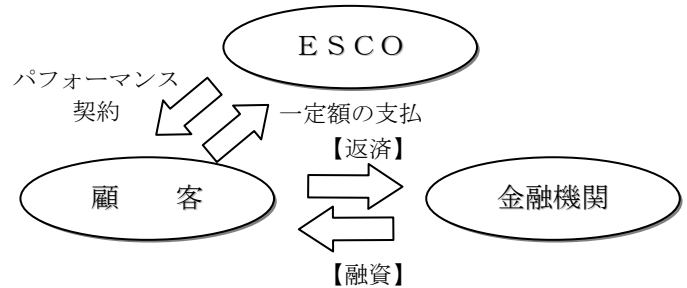 ESCO
パフォーマンス
契約
一定額の支払
【返済】
顧　客
金融機関
【融資】